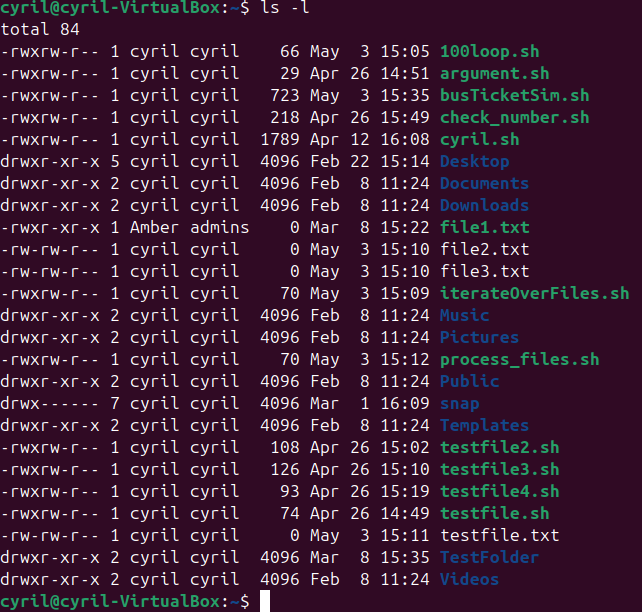 cyril@cyril-VirtualBox:~$ ls -l
total 84
-rwxrw-r-- 1 cyril cyril   66 May  3 15:05 100loop.sh
-rwxrw-r-- 1 cyril cyril   29 Apr 26 14:51 argument.sh
-rwxrw-r-- 1 cyril cyril  723 May  3 15:35 busTicketSim.sh
-rwxrw-r-- 1 cyril cyril  218 Apr 26 15:49 check_number.sh
-rwxrw-r-- 1 cyril cyril 1789 Apr 12 16:08 cyril.sh
drwxr-xr-x 5 cyril cyril 4096 Feb 22 15:14 Desktop
drwxr-xr-x 2 cyril cyril 4096 Feb  8 11:24 Documents
drwxr-xr-x 2 cyril cyril 4096 Feb  8 11:24 Downloads
-rwxr-xr-x 1 Amber admins    0 Mar  8 15:22 file1.txt
-rw-rw-r-- 1 cyril cyril    0 May  3 15:10 file2.txt
-rw-rw-r-- 1 cyril cyril    0 May  3 15:10 file3.txt
-rwxrw-r-- 1 cyril cyril   70 May  3 15:09 iterateOverFiles.sh
drwxr-xr-x 2 cyril cyril 4096 Feb  8 11:24 Music
drwxr-xr-x 2 cyril cyril 4096 Feb  8 11:24 Pictures
-rwxrw-r-- 1 cyril cyril   70 May  3 15:12 process_files.sh
drwxr-xr-x 2 cyril cyril 4096 Feb  8 11:24 Public
drwx------ 7 cyril cyril 4096 Mar  1 16:09 snap
drwxr-xr-x 2 cyril cyril 4096 Feb  8 11:24 Templates
-rwxrw-r-- 1 cyril cyril  108 Apr 26 15:02 testfile2.sh
-rwxrw-r-- 1 cyril cyril  126 Apr 26 15:10 testfile3.sh
-rwxrw-r-- 1 cyril cyril   93 Apr 26 15:19 testfile4.sh
-rwxrw-r-- 1 cyril cyril   74 Apr 26 14:49 testfile.sh
-rw-rw-r-- 1 cyril cyril    0 May  3 15:11 testfile.txt
drwxr-xr-x 2 cyril cyril 4096 Mar  8 15:35 TestFolder
drwxr-xr-x 2 cyril cyril 4096 Feb  8 11:24 Videos
cyril@cyril-VirtualBox:~$